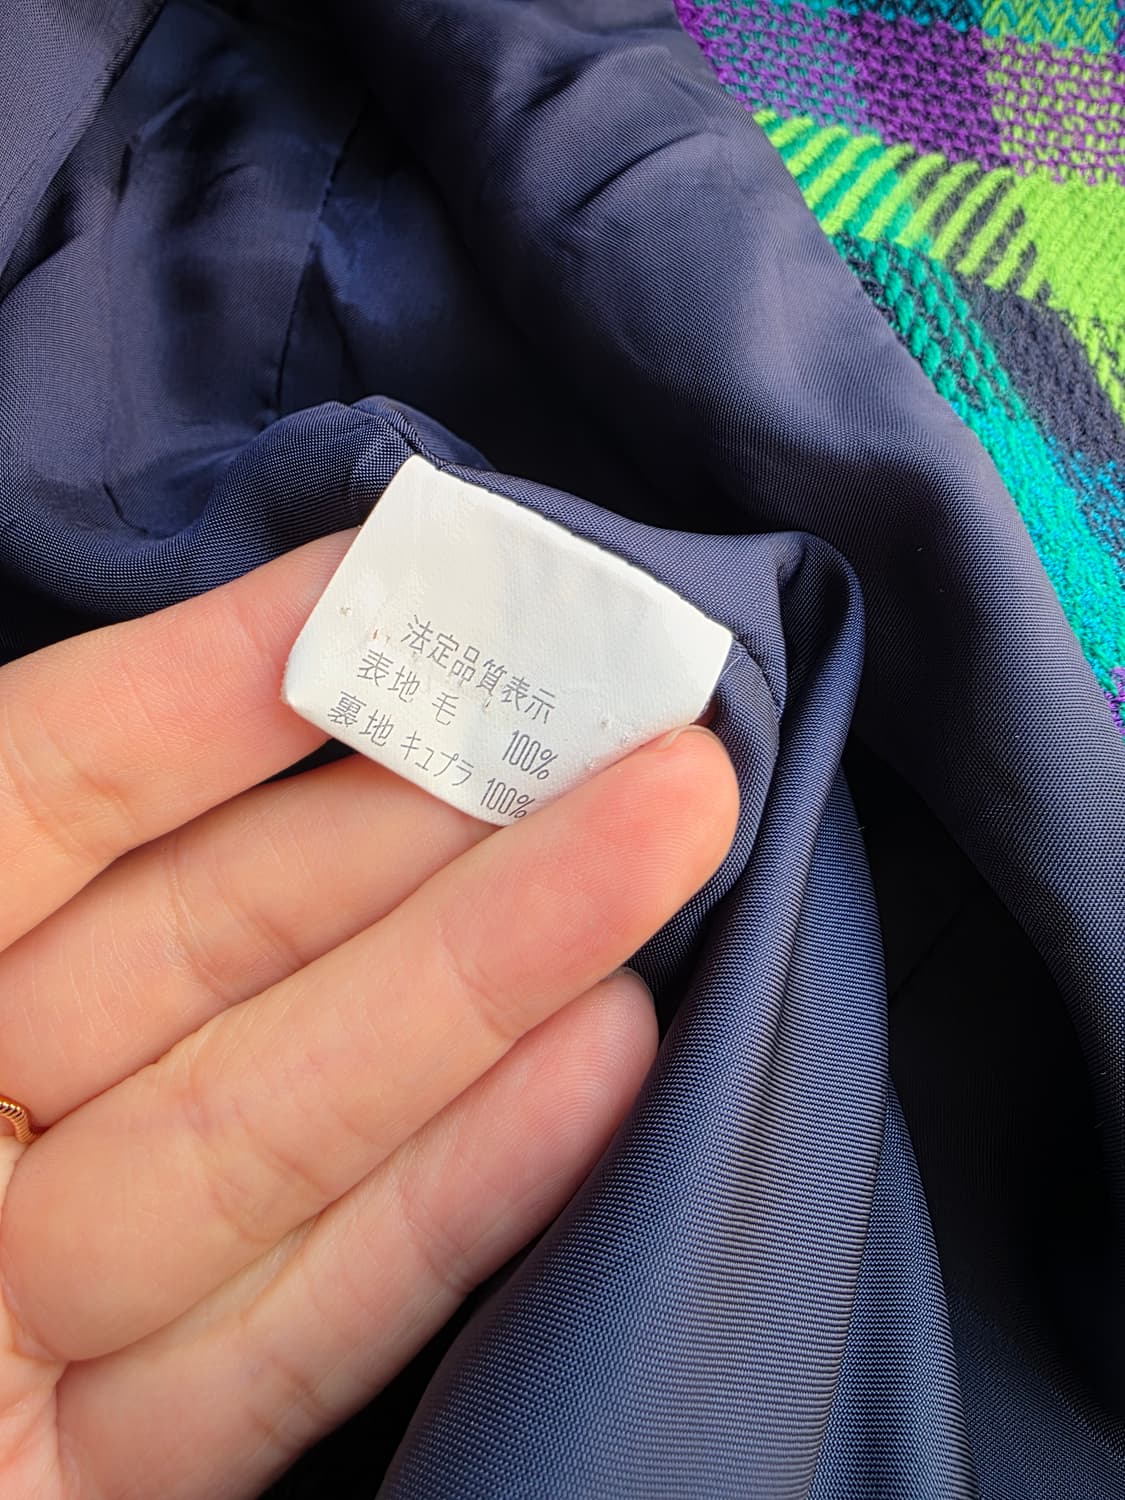 法定品質表示
表地 毛 100%
裏地 キュプラ 100%